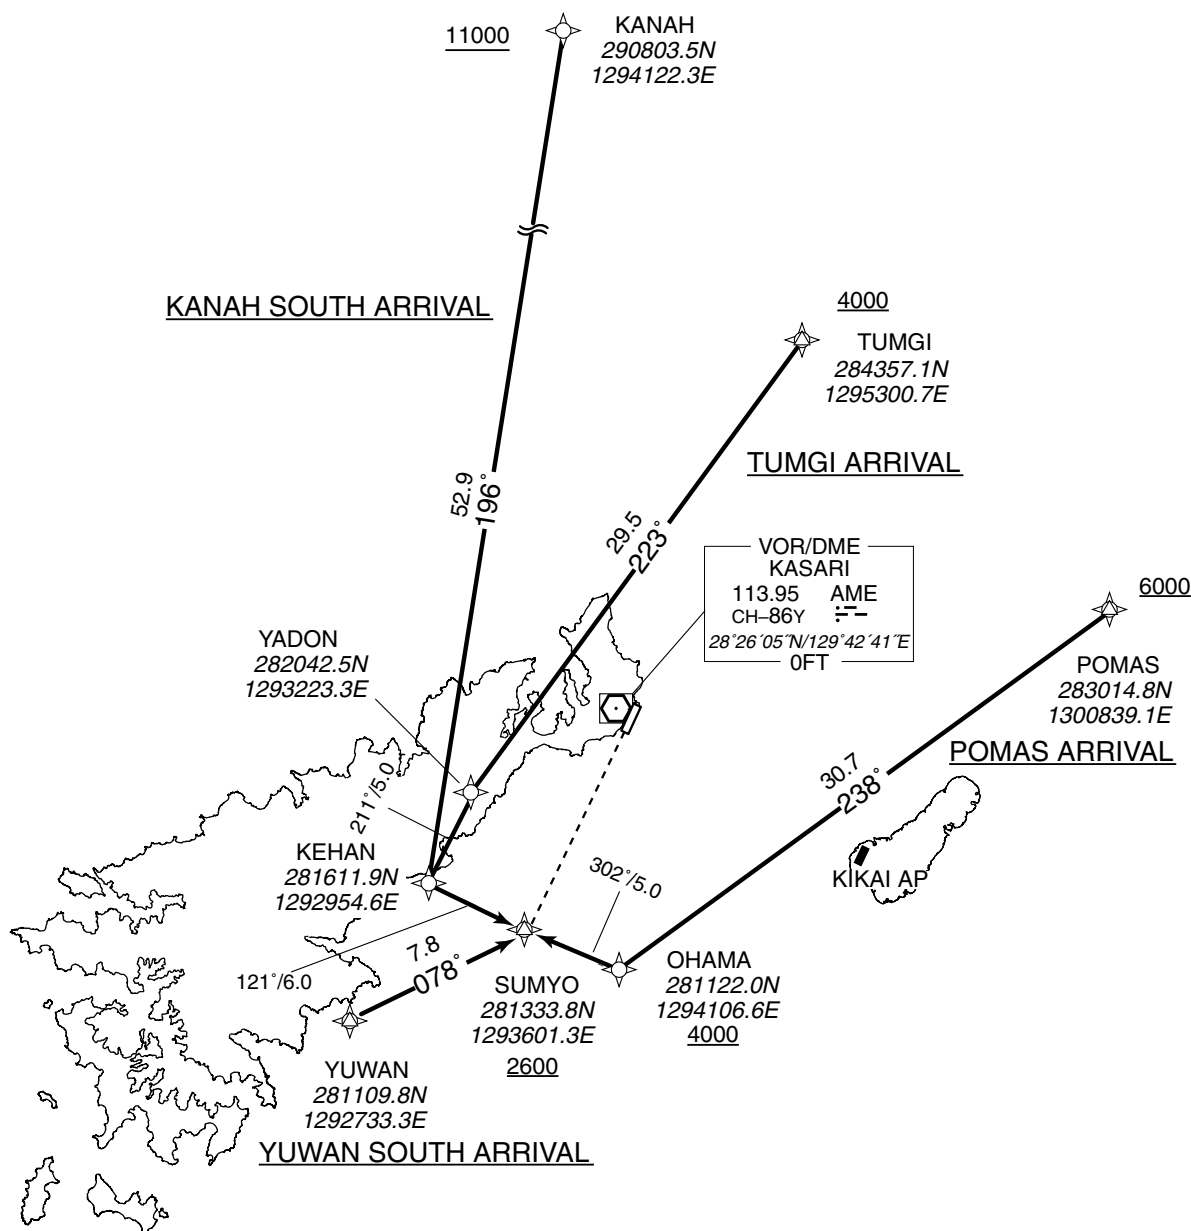 11000
KANAH
290803.5N
1294122.3E
KANAH SOUTH ARRIVAL
4000
TUMGI
284357.1N
1295300.7E
TUMGI ARRIVAL
52.9
196°
29.5
223°
VOR/DME
KASARI
113.95 AME
CH–86Y
28°26´05˝N/129°42´41˝E
0FT
6000
POMAS
283014.8N
1300839.1E
POMAS ARRIVAL
YADON
282042.5N
1293223.3E
30.7
238°
211°/5.0
KEHAN
281611.9N
1292954.6E
KIKAI AP
302°/5.0
121°/6.0
7.8
078°
SUMYO
281333.8N
1293601.3E
2600
OHAMA
281122.0N
1294106.6E
4000
YUWAN
281109.8N
1292733.3E
YUWAN SOUTH ARRIVAL